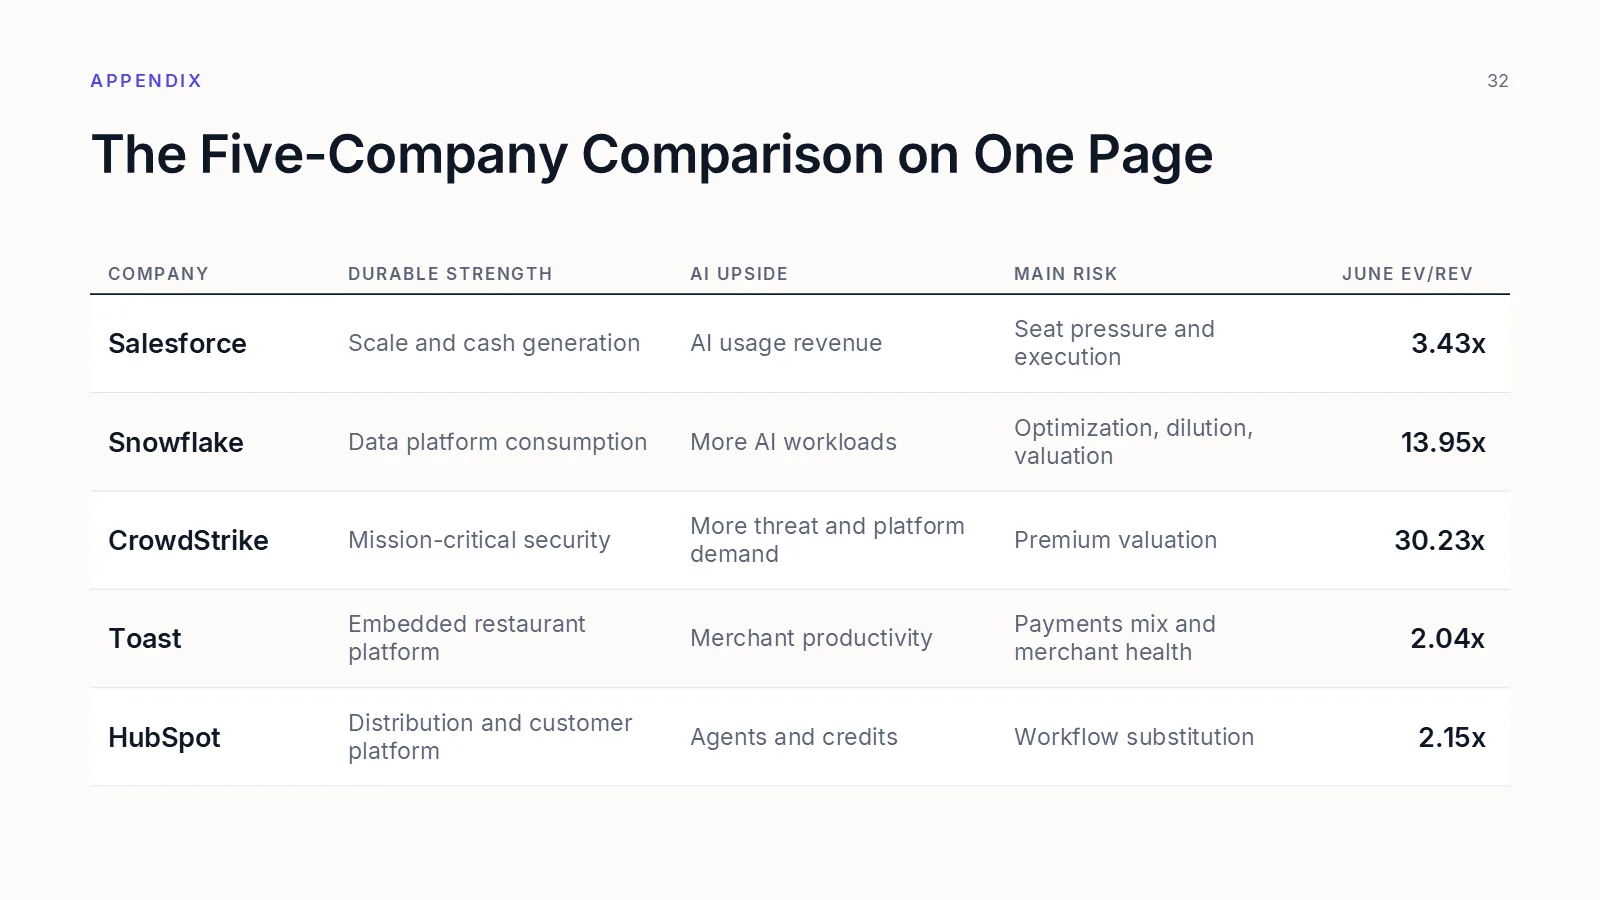 APPENDIX
32
The Five-Company Comparison on One Page
COMPANY
DURABLE STRENGTH
AI UPSIDE
MAIN RISK
JUNE EV/REV
Salesforce
Scale and cash generation
AI usage revenue
Seat pressure and
execution
3.43x
Snowflake
Data platform consumption
More AI workloads
Optimization, dilution,
valuation
13.95x
CrowdStrike
Mission-critical security
More threat and platform
demand
Premium valuation
30.23x
Toast
Embedded restaurant
platform
Merchant productivity
Payments mix and
merchant health
2.04x
HubSpot
Distribution and customer
platform
Agents and credits
Workflow substitution
2.15x